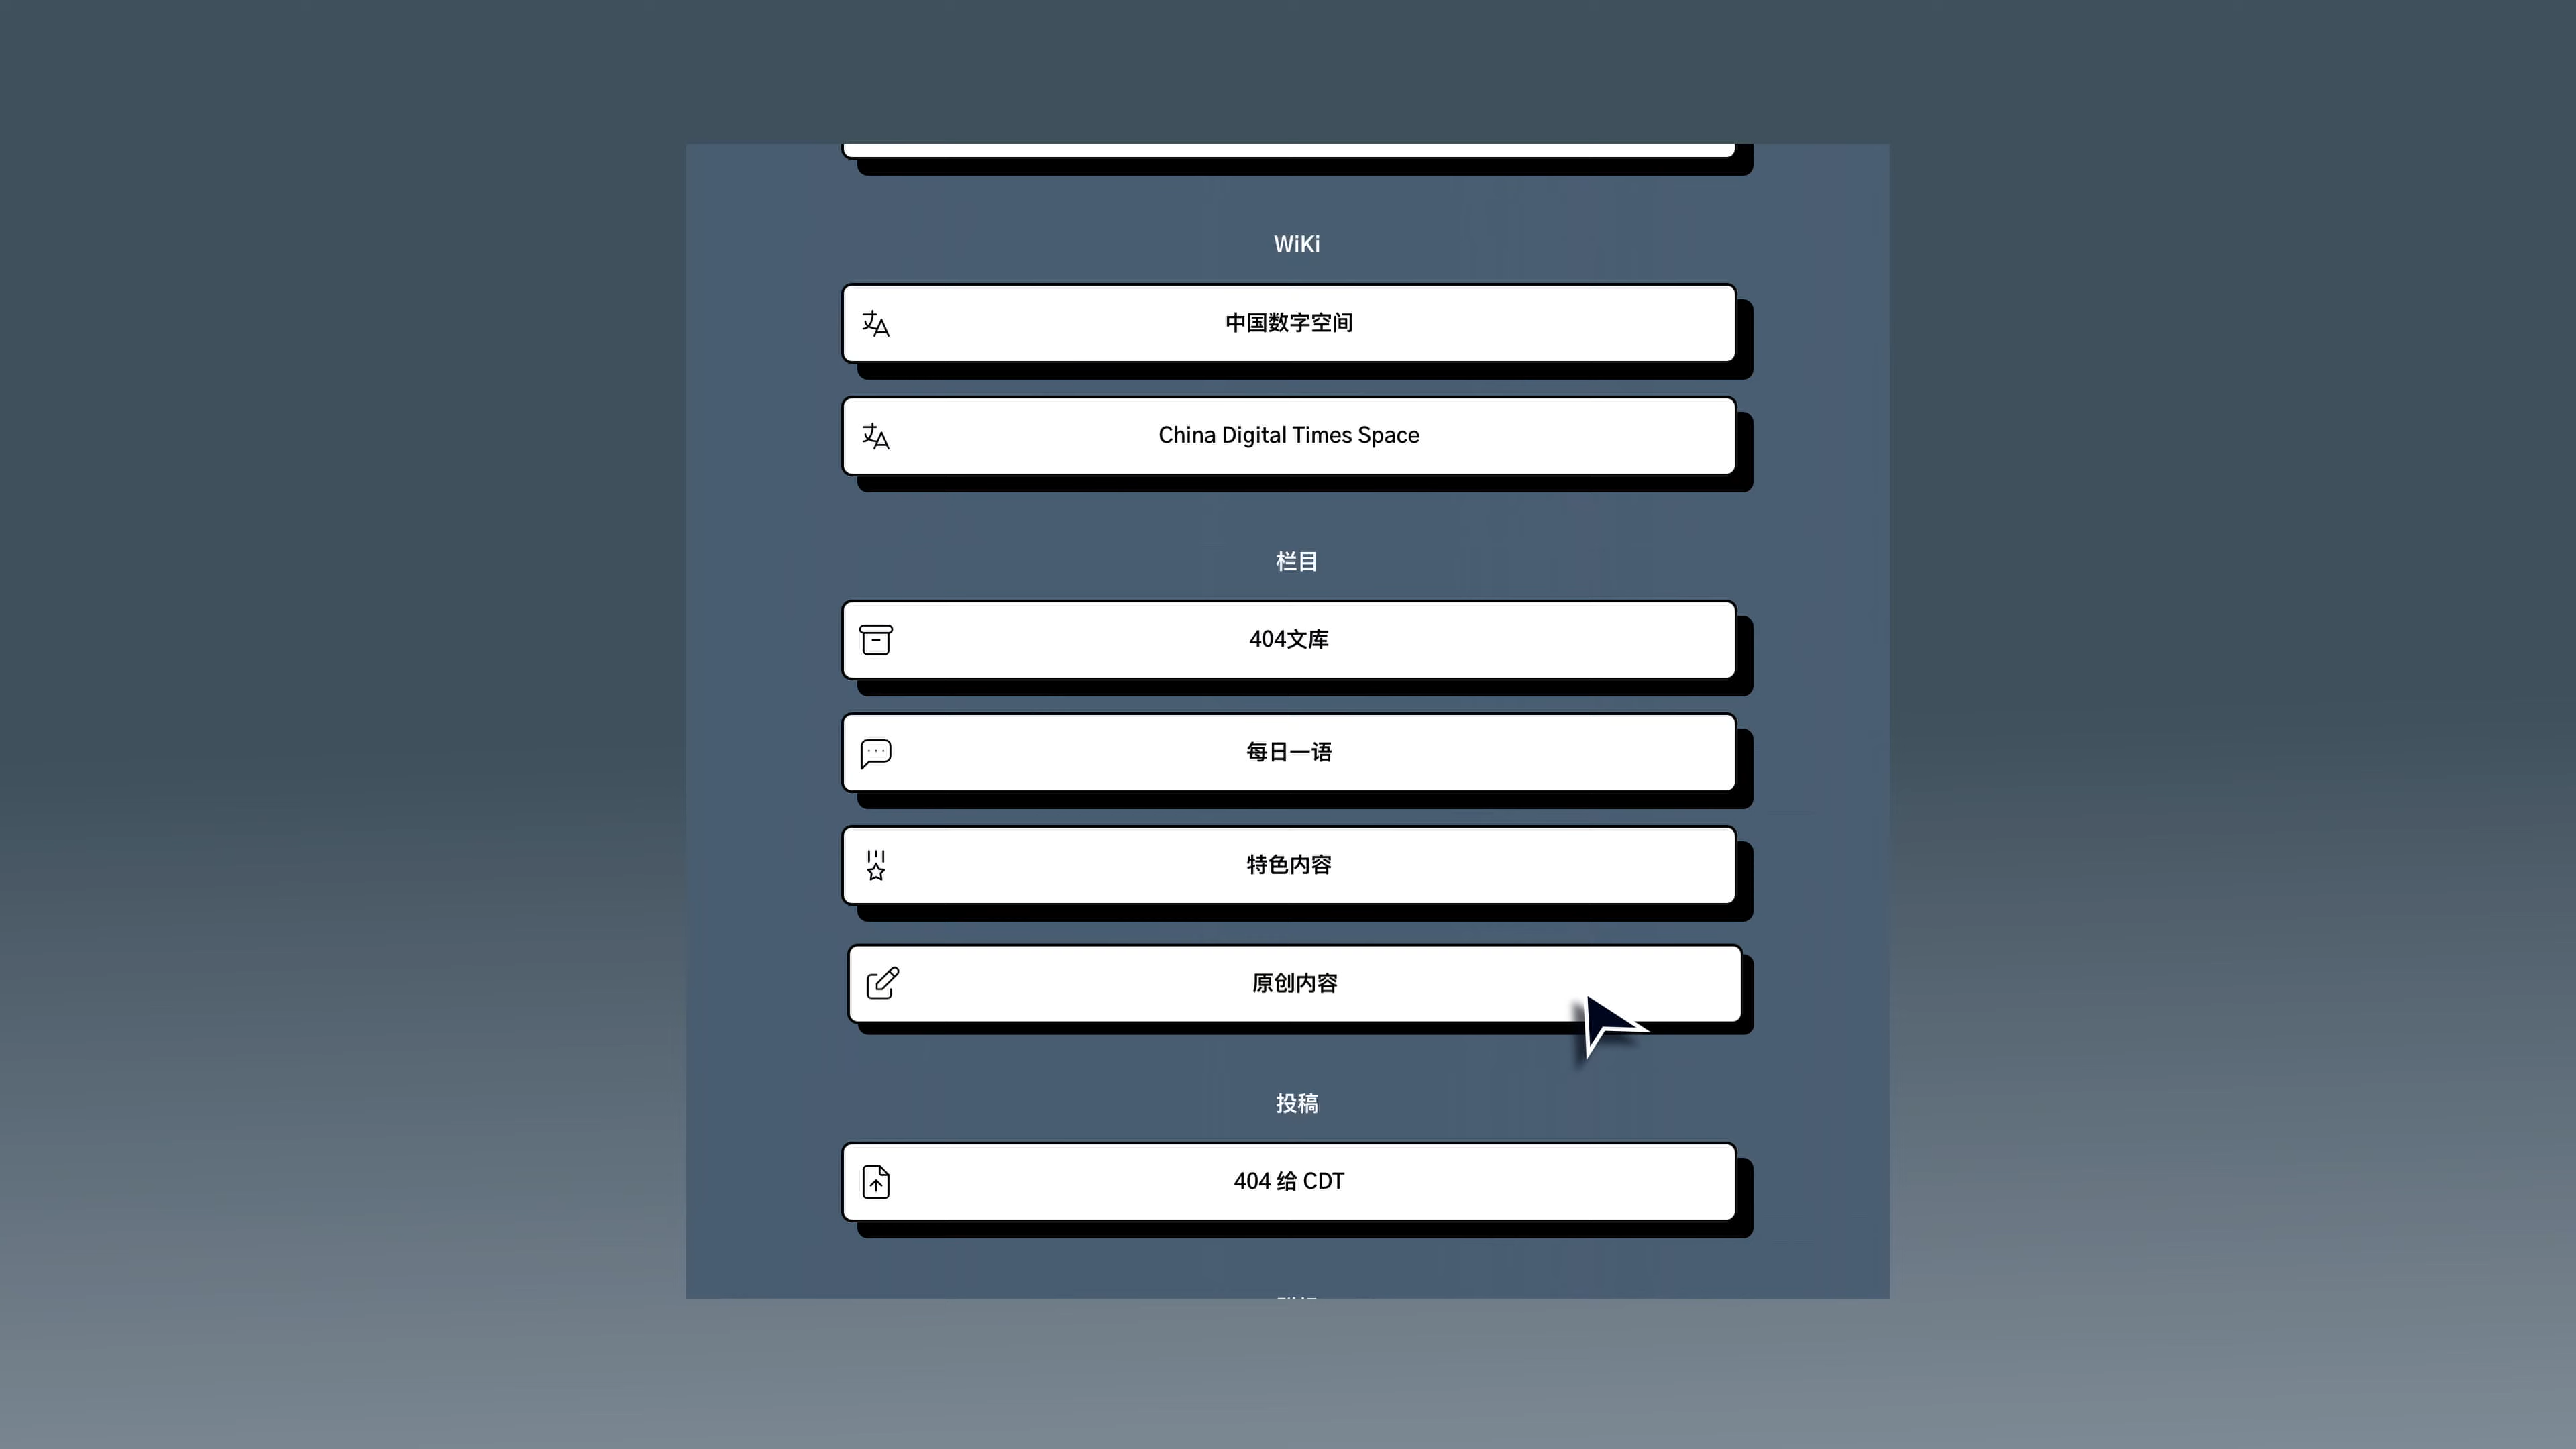 WiKi
中国数字空间
China Digital Times Space
栏目
404文库
每日一语
特色内容
原创内容
投稿
404 给 CDT